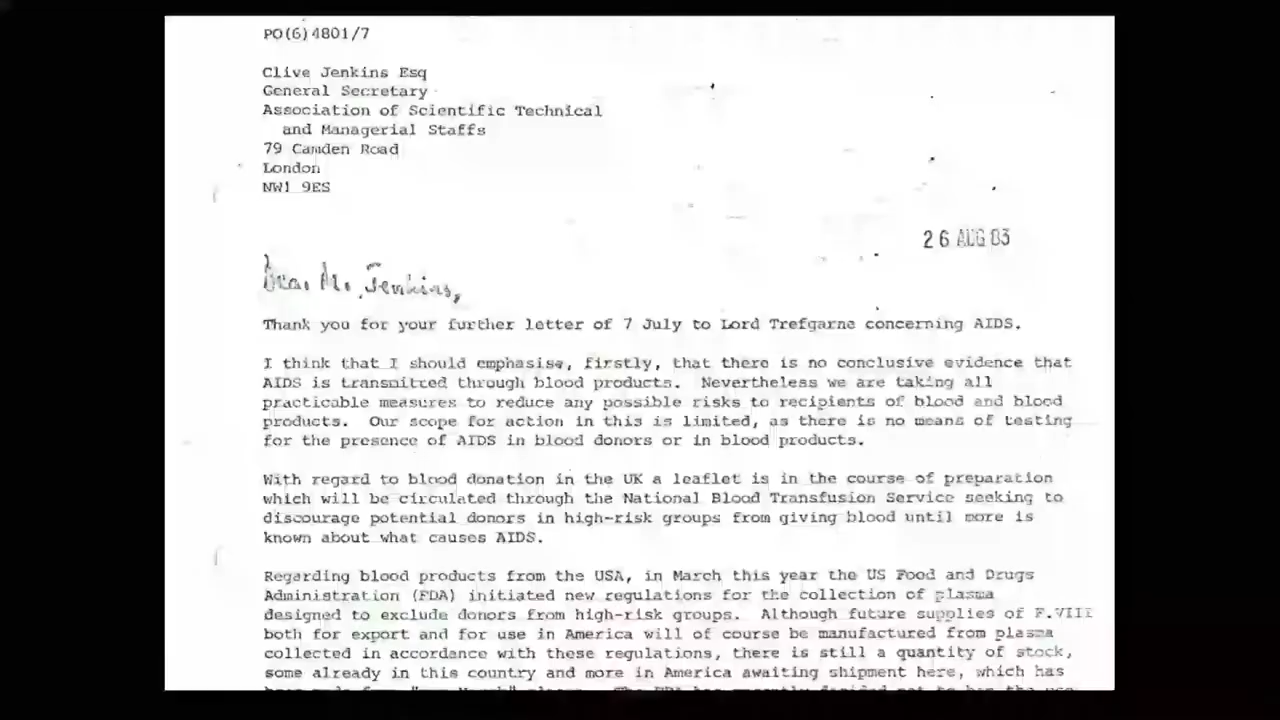 PO(6)4801/7
Clive Jenkins Esq
General Secretary
Association of Scientific Technical
and Managerial Staffs
79 Camden Road
London
NW1 9ES
26 AUG 83
Dear Mr. Jenkins,
Thank you for your further letter of 7 July to Lord Trefgarne concerning AIDS.
I think that I should emphasise, firstly, that there is no conclusive evidence that
AIDS is transmitted through blood products. Nevertheless we are taking all
practicable measures to reduce any possible risks to recipients of blood and blood
products. Our scope for action in this is limited, as there is no means of testing
for the presence of AIDS in blood donors or in blood products.
With regard to blood donation in the UK a leaflet is in the course of preparation
which will be circulated through the National Blood Transfusion Service seeking to
discourage potential donors in high-risk groups from giving blood until more is
known about what causes AIDS.
Regarding blood products from the USA, in March this year the US Food and Drugs
Administration (FDA) initiated new regulations for the collection of plasma
designed to exclude donors from high-risk groups. Although future supplies of F.VIII
both for export and for use in America will of course be manufactured from plasma
collected in accordance with these regulations, there is still a quantity of stock,
some already in this country and more in America awaiting shipment here, which has